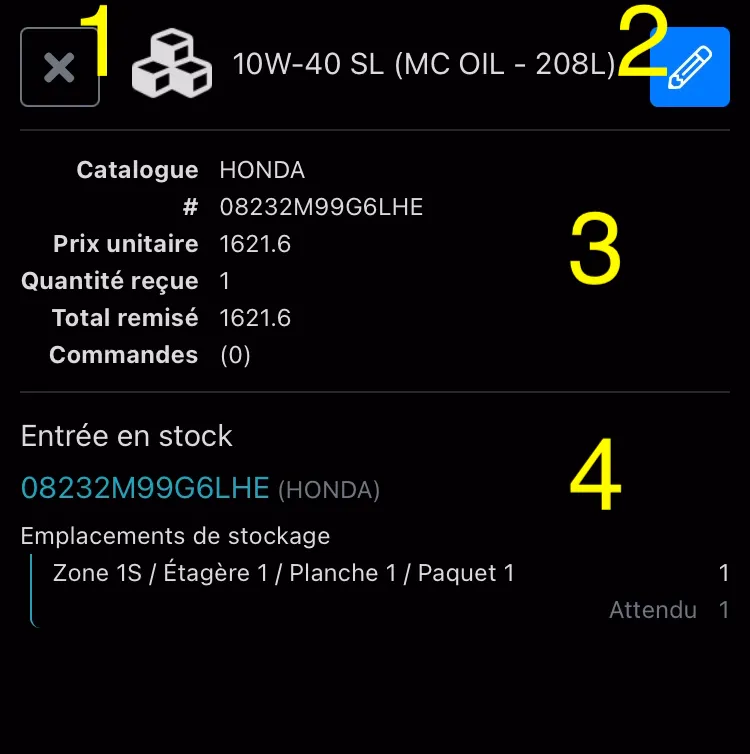 1
10W-40 SL (MC OIL - 208L)
2
Catalogue HONDA
# 08232M99G6LHE
Prix unitaire 1621.6
Quantité reçue 1
Total remisé 1621.6
Commandes (0)
3
Entrée en stock
08232M99G6LHE (HONDA)
4
Emplacements de stockage
Zone 1S / Étagère 1 / Planche 1 / Paquet 1 1
Attendu 1